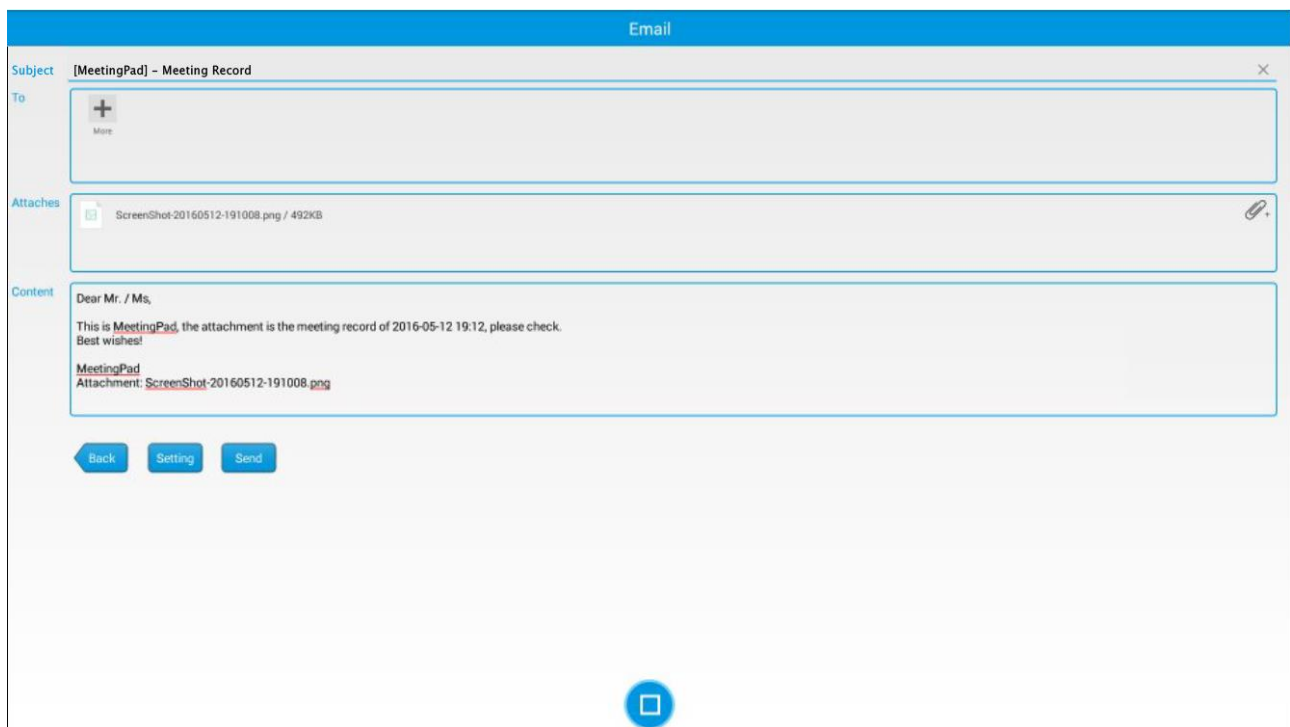 Email
Subject [MeetingPad] – Meeting Record
To
More
Attaches ScreenShot-20160512-191008.png / 492KB
Content
Dear Mr. / Ms,
This is MeetingPad, the attachment is the meeting record of 2016-05-12 19:12, please check.
Best wishes!
MeetingPad
Attachment: ScreenShot-20160512-191008.png
Back Setting Send